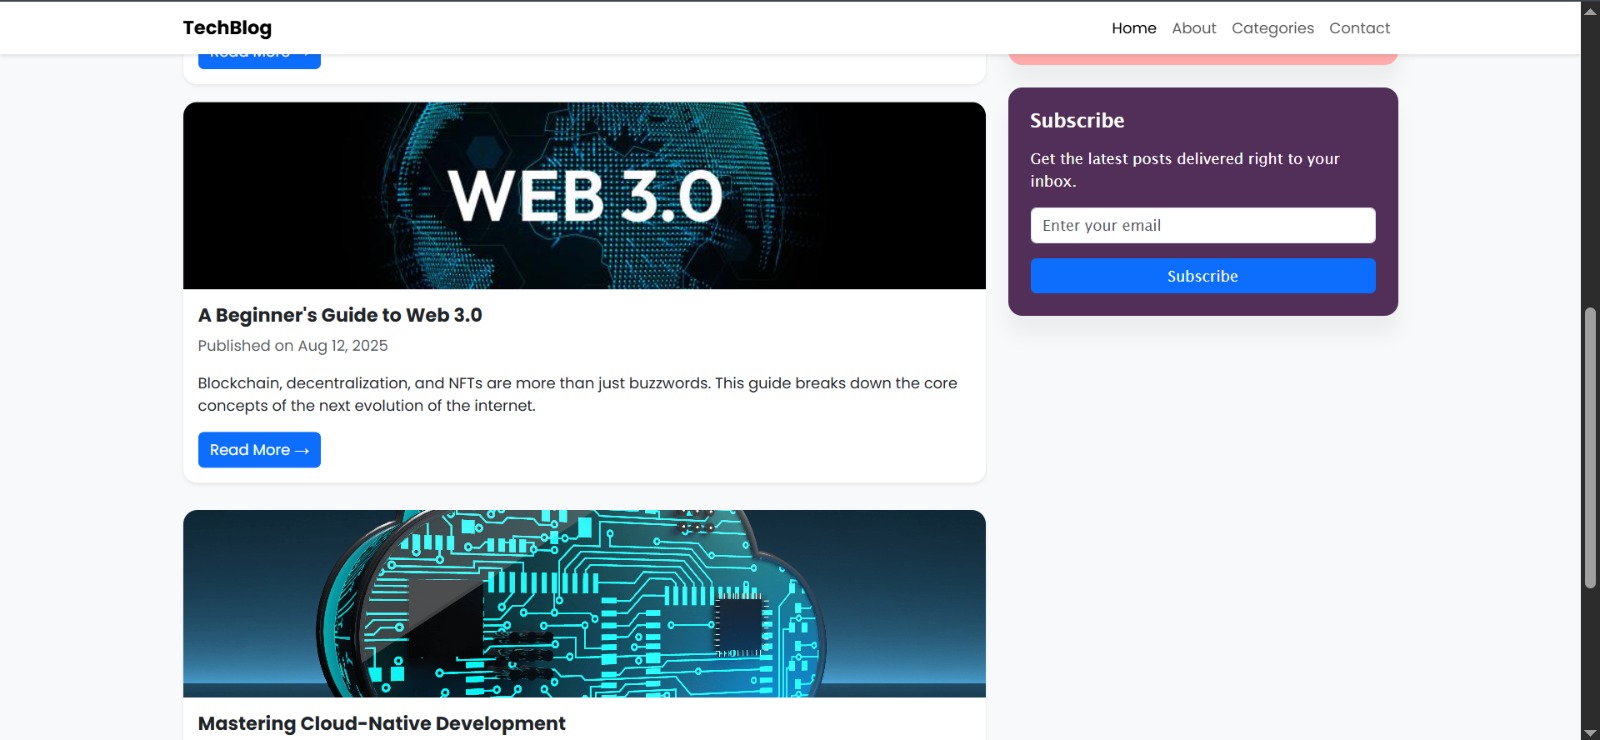 TechBlog
Home About Categories Contact
Read More →
WEB 3.0
A Beginner's Guide to Web 3.0
Published on Aug 12, 2025
Blockchain, decentralization, and NFTs are more than just buzzwords. This guide breaks down the core
concepts of the next evolution of the internet.
Read More →
Mastering Cloud-Native Development
Subscribe
Get the latest posts delivered right to your
inbox.
Enter your email
Subscribe